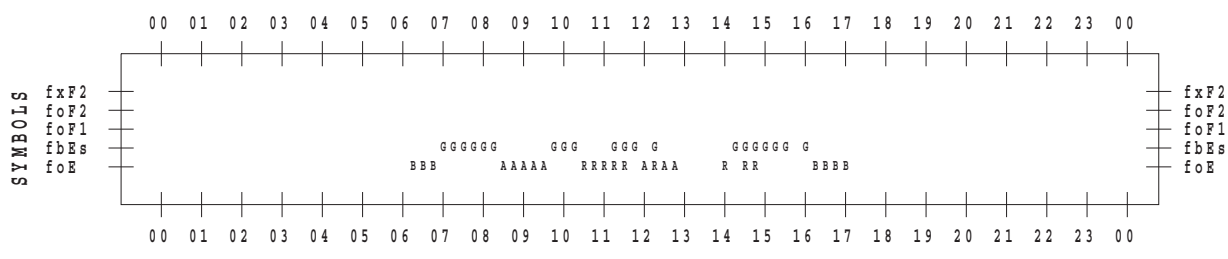 00 01 02 03 04 05 06 07 08 09 10 11 12 13 14 15 16 17 18 19 20 21 22 23 00
SYMBOLS
fxF2 fxF2
foF2 foF2
foF1 foF1
fbEs GGGGGG GGG GGG G GGGGGG G fbEs
foE BBB AAAAA RRRRR ARAA R RR BBBB foE
00 01 02 03 04 05 06 07 08 09 10 11 12 13 14 15 16 17 18 19 20 21 22 23 00